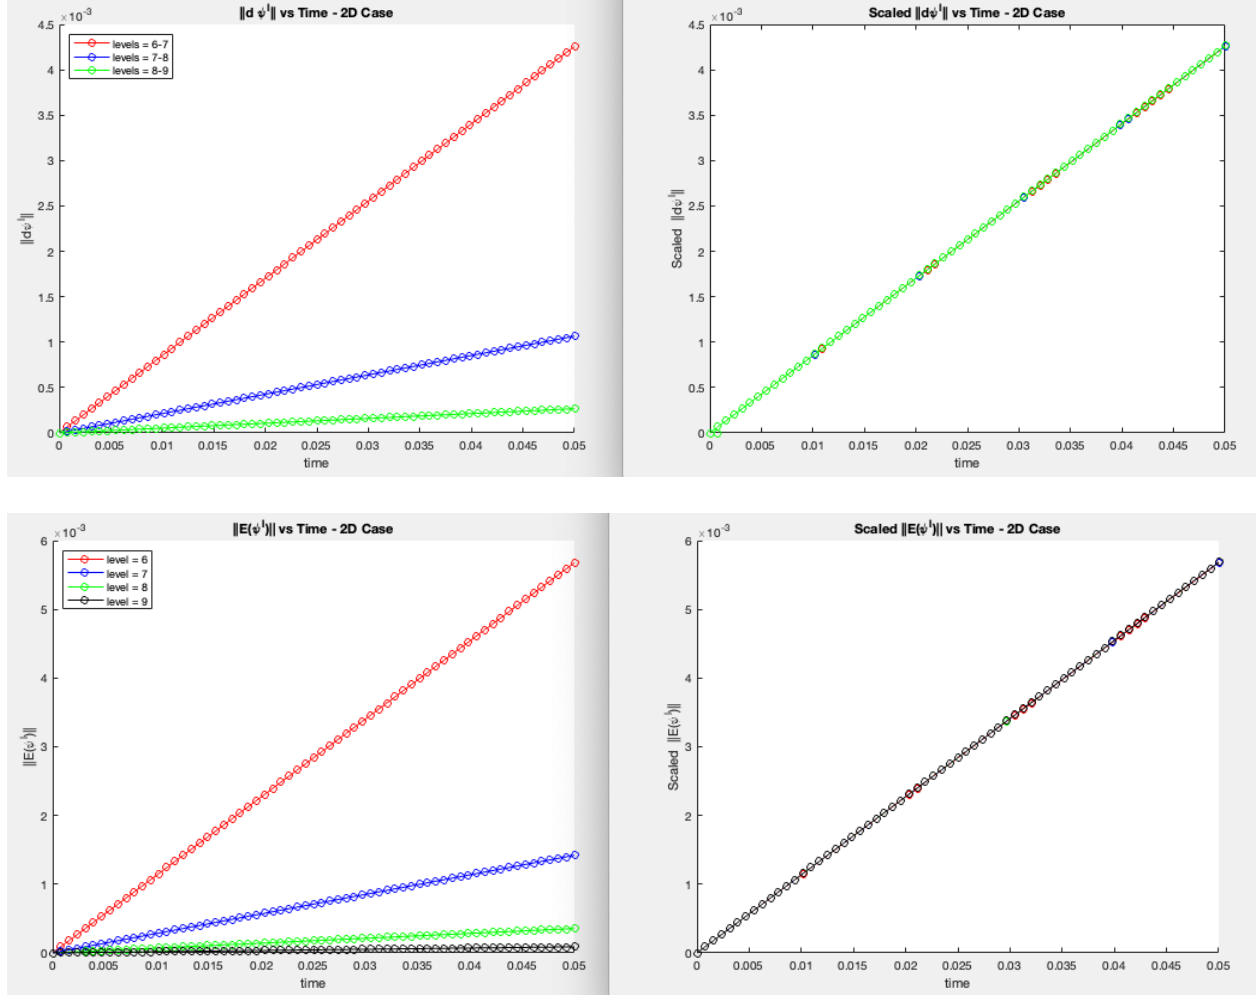 ‖d ψˡ‖ vs Time - 2D Case
×10⁻³
4.5
4
3.5
3
2.5
2
1.5
1
0.5
0
‖dψˡ‖
levels = 6-7
levels = 7-8
levels = 8-9
0 0.005 0.01 0.015 0.02 0.025 0.03 0.035 0.04 0.045 0.05
time
Scaled ‖dψˡ‖ vs Time - 2D Case
×10⁻³
4.5
4
3.5
3
2.5
2
1.5
1
0.5
0
Scaled ‖dψˡ‖
0 0.005 0.01 0.015 0.02 0.025 0.03 0.035 0.04 0.045 0.05
time
‖E(ψˡ)‖ vs Time - 2D Case
×10⁻³
6
5
4
3
2
1
0
‖E(ψˡ)‖
level = 6
level = 7
level = 8
level = 9
0 0.005 0.01 0.015 0.02 0.025 0.03 0.035 0.04 0.045 0.05
time
Scaled ‖E(ψˡ)‖ vs Time - 2D Case
×10⁻³
6
5
4
3
2
1
0
Scaled ‖E(ψˡ)‖
0 0.005 0.01 0.015 0.02 0.025 0.03 0.035 0.04 0.045 0.05
time